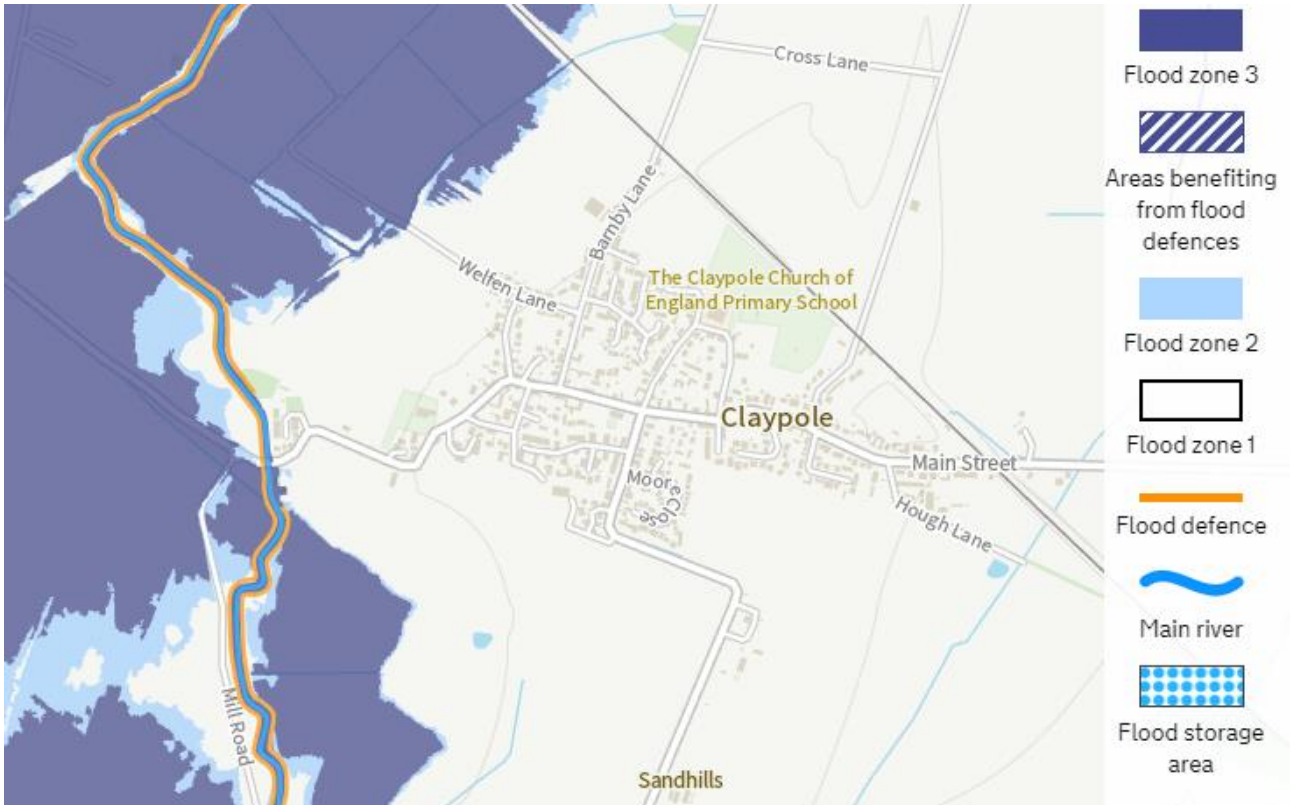 Cross Lane
Barnby Lane
Welfen Lane
The Claypole Church of
England Primary School
Claypole
Main Street
Moore Close
Hough Lane
Mill Road
Sandhills
Flood zone 3
Areas benefiting
from flood
defences
Flood zone 2
Flood zone 1
Flood defence
Main river
Flood storage
area